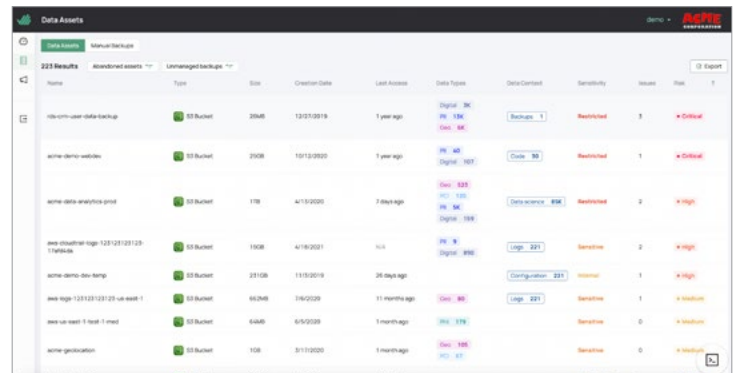 Data Assets
demo
ACME
CORPORATION
Data Assets Manual Backups
223 Results Abandoned assets Unmanaged backups Export
Name Type Size Creation Date Last Access Data Types Data Context Sensitivity Issues Risk
rds-crm-user-data-backup S3 Bucket 26MB 12/27/2019 1 year ago Digital 3K Backups 1 Restricted 3 Critical
PII 13K
Geo 6K
acme-demo-webdev S3 Bucket 25GB 10/12/2020 1 year ago PII 40 Code 50 Restricted 1 Critical
Digital 107
acme-data-analytics-prod S3 Bucket 1TB 4/13/2020 7 days ago Geo 523 Data science 85K Restricted 2 High
PII 5K
Digital 159
aws-cloudtrail-logs-123123123123- S3 Bucket 15GB 4/18/2021 N/A PII 9 Logs 221 Sensitive 2 High
Digital 890
acme-demo-dev-temp S3 Bucket 231GB 11/5/2019 26 days ago Configuration 231 Internal 1 High
aws-logs-123123123123-us-east-1 S3 Bucket 662MB 7/6/2020 11 months ago Geo 80 Logs 221 Sensitive 1 Medium
aws-us-east-1-test-1-med S3 Bucket 64MB 6/5/2020 1 month ago 179 Sensitive 0 Medium
acme-geolocation S3 Bucket 1GB 3/17/2020 1 month ago Geo 105 Sensitive 0 Medium